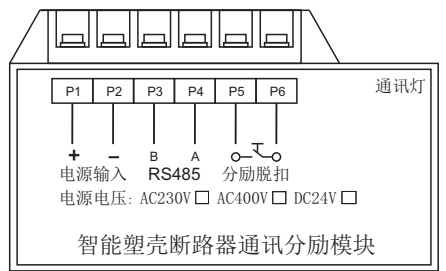 通讯灯
P1 P2 P3 P4 P5 P6
+ − B A
电源输入 RS485 分励脱扣
电源电压: AC230V □ AC400V □ DC24V □
智能塑壳断路器通讯分励模块